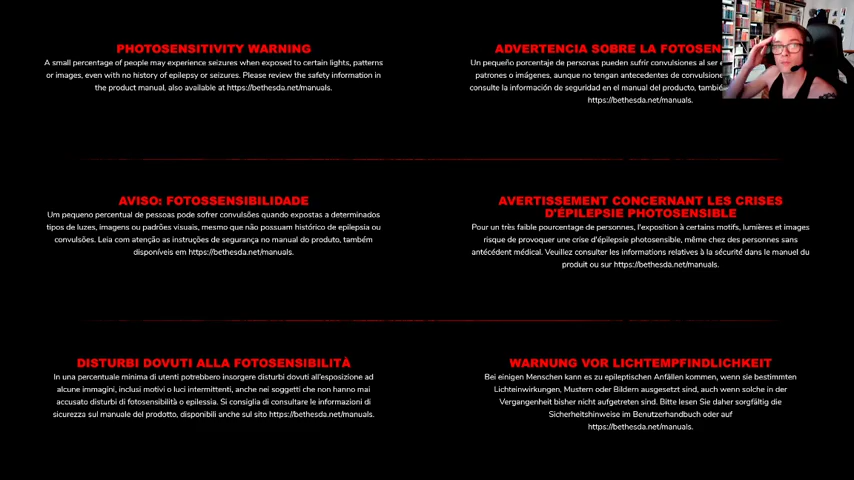 PHOTOSENSITIVITY WARNING
A small percentage of people may experience seizures when exposed to certain lights, patterns
or images, even with no history of epilepsy or seizures. Please review the safety information in
the product manual, also available at https://bethesda.net/manuals.
ADVERTENCIA SOBRE LA
Un pequeño porcentaje de personas pueden sufrir convulsiones al ser
patrones o imágenes, aunque no tengan antecedentes de
consulte la información de seguridad en el manual del producto,
https://bethesda.net/manuals.
AVISO: FOTOSSENSIBILIDADE
Um pequeno percentual de pessoas pode sofrer convulsões quando expostas a determinados
tipos de luzes, imagens ou padrões visuais, mesmo que não possuam histórico de epilepsia ou
convulsões. Leia com atenção as instruções de segurança no manual do produto, também
disponíveis em https://bethesda.net/manuals.
AVERTISSEMENT CONCERNANT LES CRISES
D'ÉPILEPSIE PHOTOSENSIBLE
Pour un très faible pourcentage de personnes, l'exposition à certains motifs, lumières et images
risque de provoquer une crise d'épilepsie photosensible, même chez des personnes sans
antécédent médical. Veuillez consulter les informations relatives à la sécurité dans le manuel du
produit ou sur https://bethesda.net/manuals.
DISTURBI DOVUTI ALLA FOTOSENSIBILITÀ
In una percentuale minima di utenti potrebbero insorgere disturbi dovuti all'esposizione ad
alcune immagini, inclusi motivi o luci intermittenti, anche nei soggetti che non hanno mai
accusato disturbi di fotosensibilità o epilessia. Si consiglia di consultare le informazioni di
sicurezza sul manuale del prodotto, disponibili anche sul sito https://bethesda.net/manuals.
WARNUNG VOR LICHTEMPFINDLICHKEIT
Bei einigen Menschen kann es zu epileptischen Anfällen kommen, wenn sie bestimmten
Lichteinwirkungen, Mustern oder Bildern ausgesetzt sind, auch wenn solche in der
Vergangenheit bisher nicht aufgetreten sind. Bitte lesen Sie daher sorgfältig die
Sicherheitshinweise im Benutzerhandbuch oder auf
https://bethesda.net/manuals.